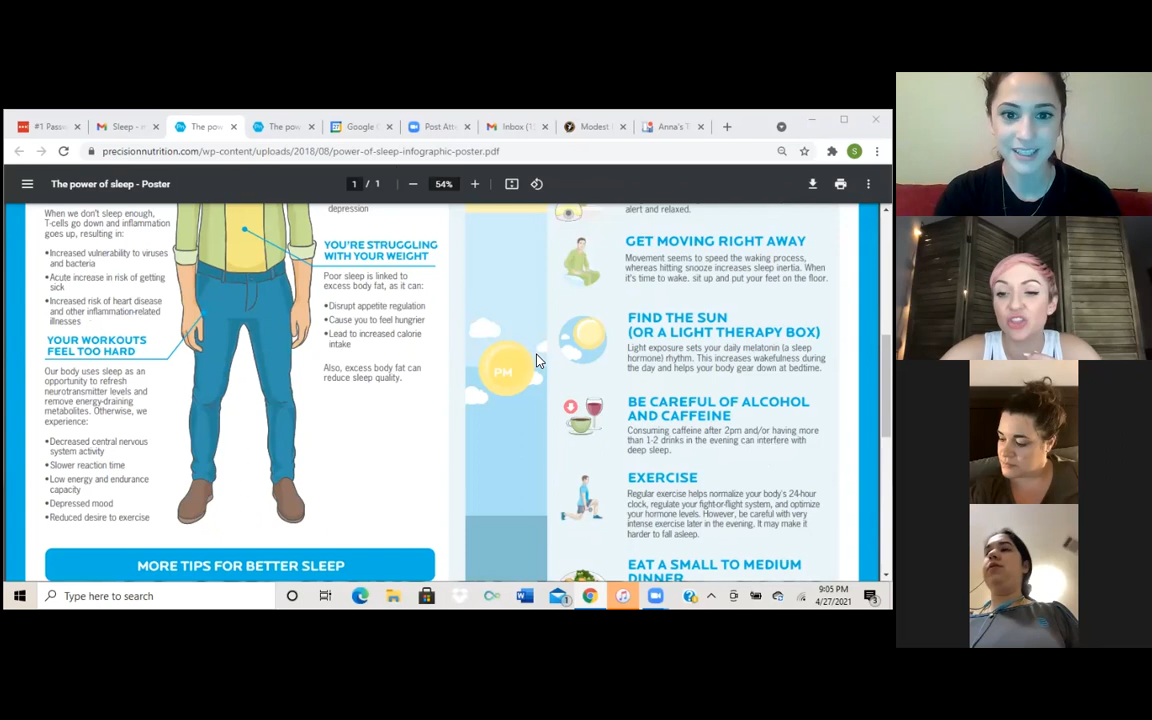 #1 Passe
Sleep - n
The pow
The pow
Google C
Post Atte
Inbox (1
Modest
Anna's T
precisionnutrition.com/wp-content/uploads/2018/08/power-of-sleep-infographic-poster.pdf
S
The power of sleep - Poster
1 / 1
54%
When we don't sleep enough,
T-cells go down and inflammation
goes up, resulting in:
•Increased vulnerability to viruses
and bacteria
•Acute increase in risk of getting
sick
•Increased risk of heart disease
and other inflammation-related
illnesses
YOUR WORKOUTS
FEEL TOO HARD
Our body uses sleep as an
opportunity to refresh
neurotransmitter levels and
remove energy-draining
metabolites. Otherwise, we
experience:
•Decreased central nervous
system activity
•Slower reaction time
•Low energy and endurance
capacity
•Depressed mood
•Reduced desire to exercise
depression
YOU'RE STRUGGLING
WITH YOUR WEIGHT
Poor sleep is linked to
excess body fat, as it can:
•Disrupt appetite regulation
•Cause you to feel hungrier
•Lead to increased calorie
intake
Also, excess body fat can
reduce sleep quality.
MORE TIPS FOR BETTER SLEEP
PM
alert and relaxed.
GET MOVING RIGHT AWAY
Movement seems to speed the waking process,
whereas hitting snooze increases sleep inertia. When
it's time to wake. sit up and put your feet on the floor.
FIND THE SUN
(OR A LIGHT THERAPY BOX)
Light exposure sets your daily melatonin (a sleep
hormone) rhythm. This increases wakefulness during
the day and helps your body gear down at bedtime.
BE CAREFUL OF ALCOHOL
AND CAFFEINE
Consuming caffeine after 2pm and/or having more
than 1-2 drinks in the evening can interfere with
deep sleep.
EXERCISE
Regular exercise helps normalize your body's 24-hour
clock, regulate your fight-or-flight system, and optimize
your hormone levels. However, be careful with very
intense exercise later in the evening. It may make it
harder to fall asleep.
EAT A SMALL TO MEDIUM
DINNER
Type here to search
9:05 PM
4/27/2021